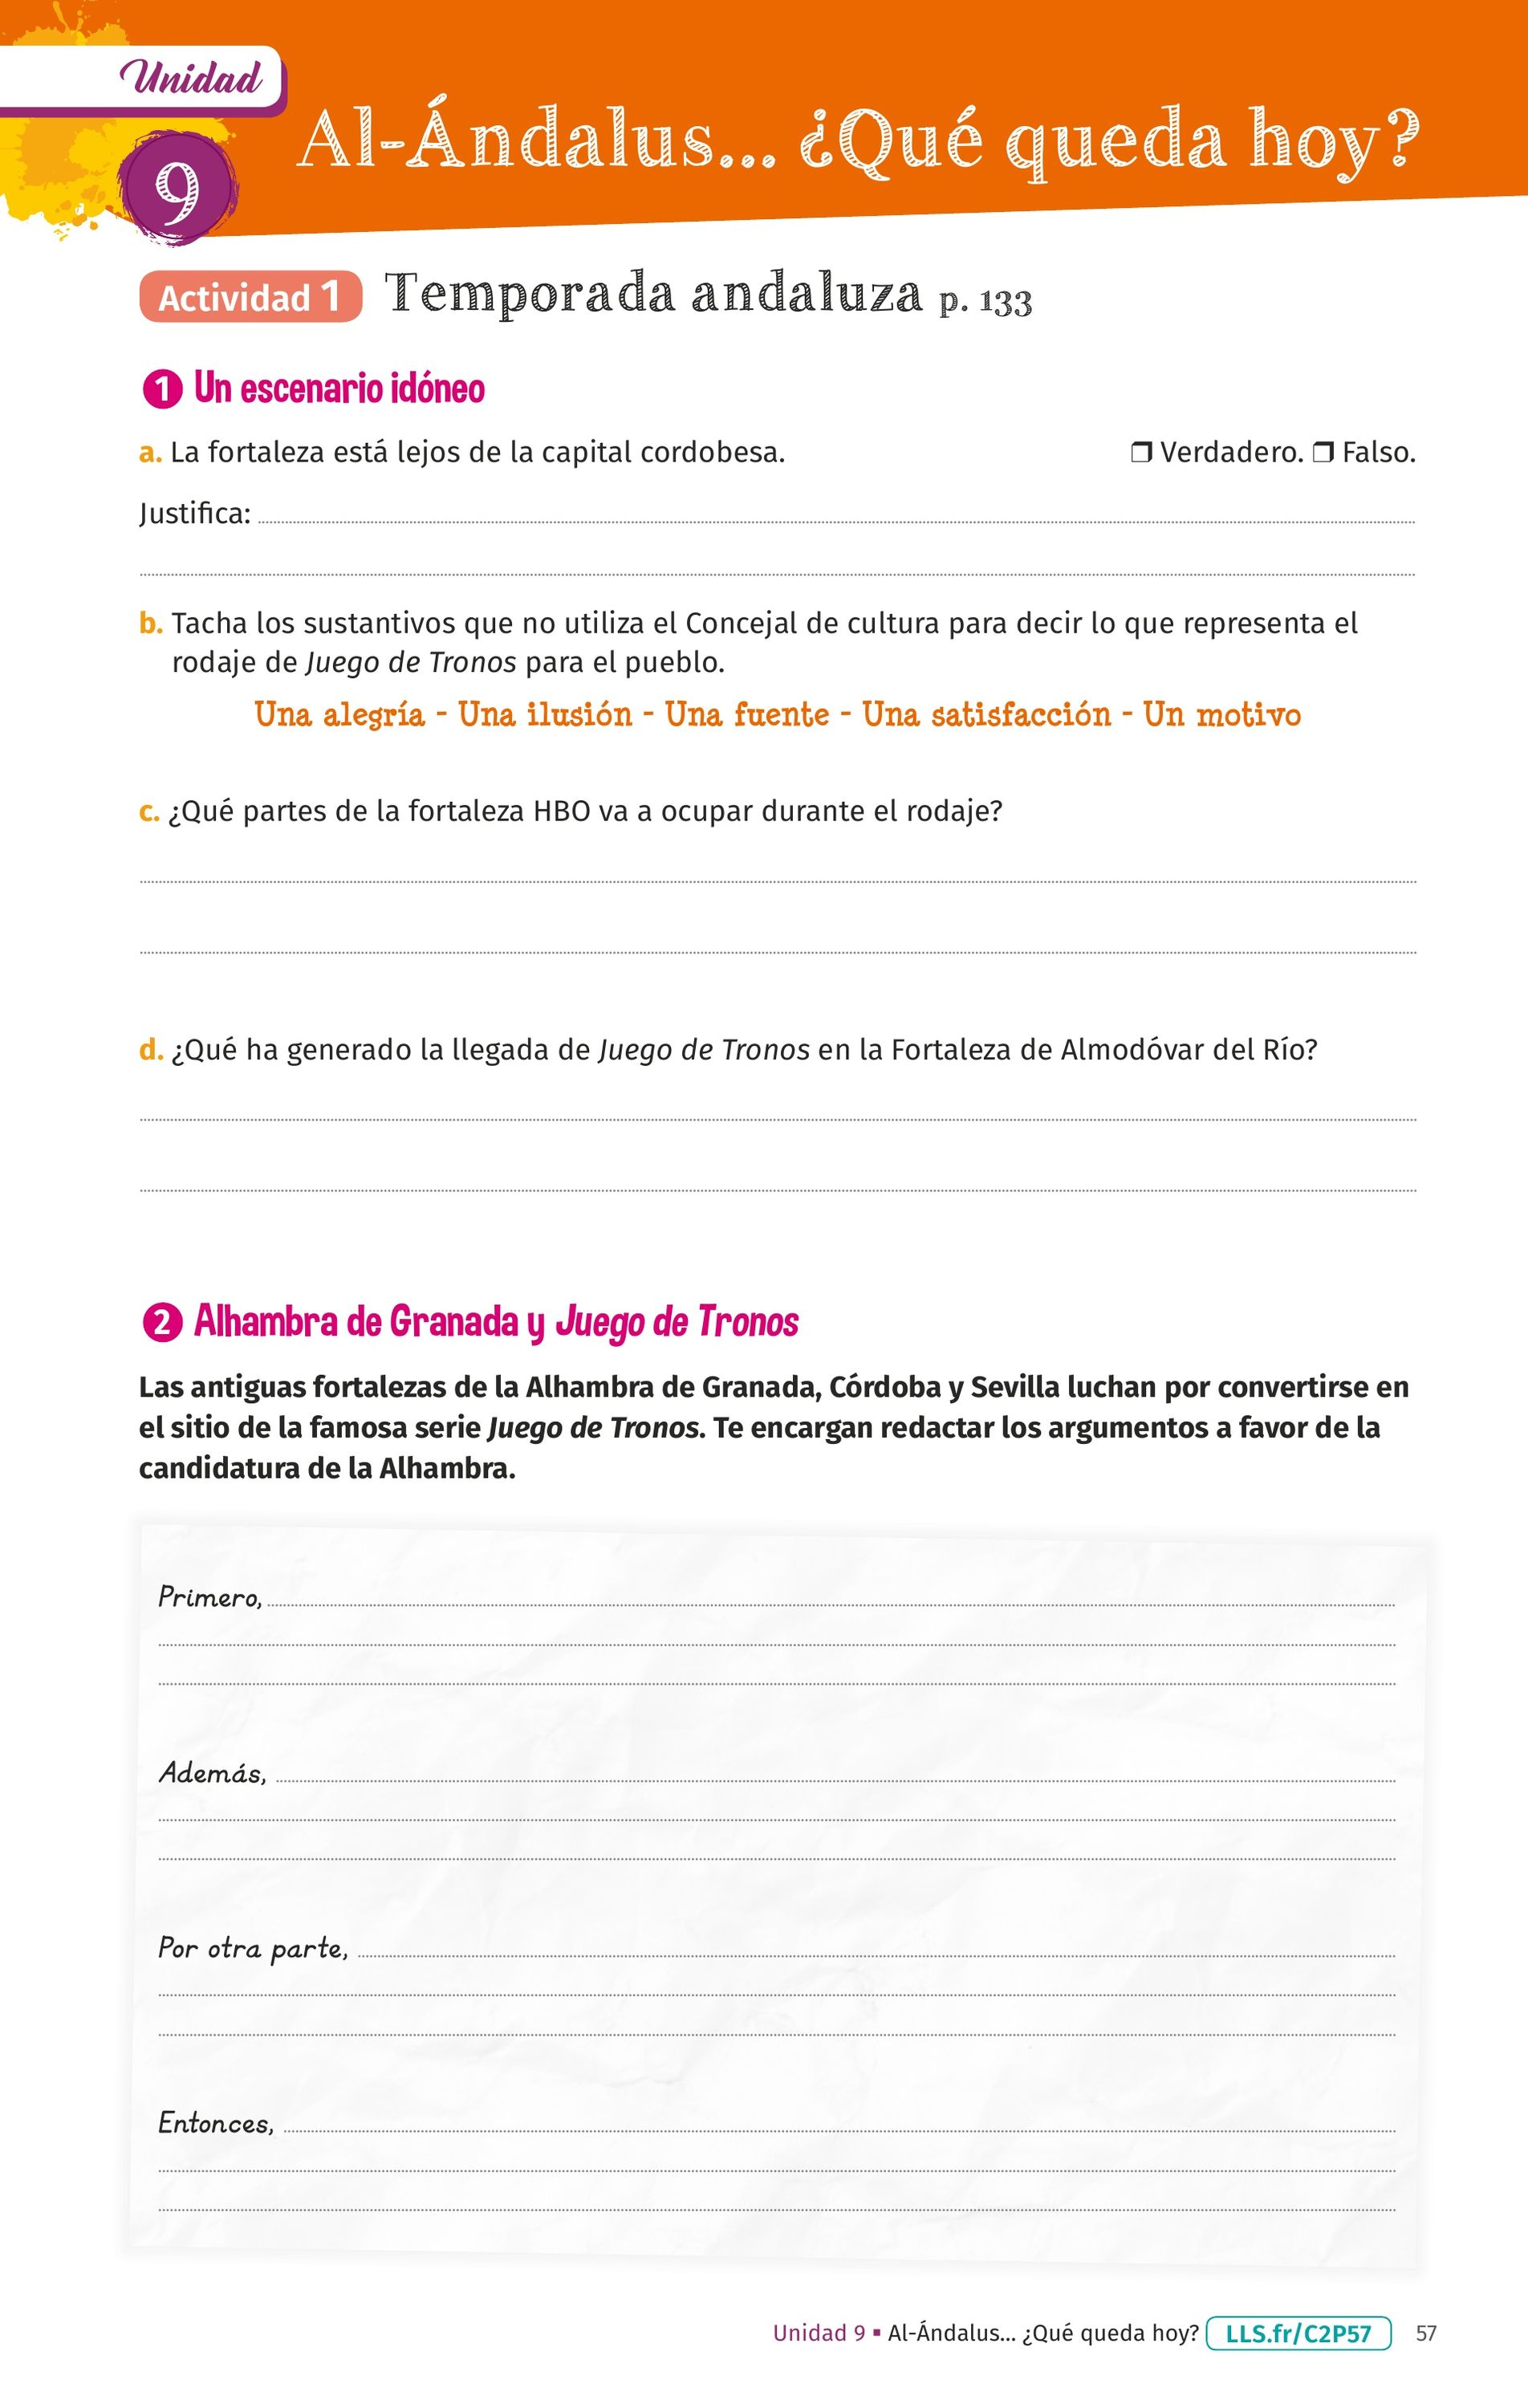 Unidad
9
Al-Ándalus... ¿Qué queda hoy?
Actividad 1 Temporada andaluza p. 133
1 Un escenario idóneo
a. La fortaleza está lejos de la capital cordobesa. ❒ Verdadero. ❒ Falso.
Justifica:
b. Tacha los sustantivos que no utiliza el Concejal de cultura para decir lo que representa el
rodaje de Juego de Tronos para el pueblo.
Una alegría - Una ilusión - Una fuente - Una satisfacción - Un motivo
c. ¿Qué partes de la fortaleza HBO va a ocupar durante el rodaje?
d. ¿Qué ha generado la llegada de Juego de Tronos en la Fortaleza de Almodóvar del Río?
2 Alhambra de Granada y Juego de Tronos
Las antiguas fortalezas de la Alhambra de Granada, Córdoba y Sevilla luchan por convertirse en
el sitio de la famosa serie Juego de Tronos. Te encargan redactar los argumentos a favor de la
candidatura de la Alhambra.
Primero,
Además,
Por otra parte,
Entonces,
Unidad 9 ▪ Al-Ándalus... ¿Qué queda hoy? LLS.fr/C2P57 57